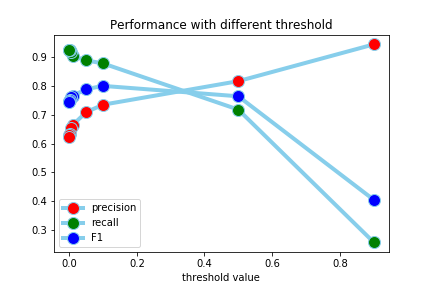 Performance with different threshold
0.9
0.8
0.7
0.6
0.5
0.4
0.3
precision
recall
F1
0.0 0.2 0.4 0.6 0.8
threshold value